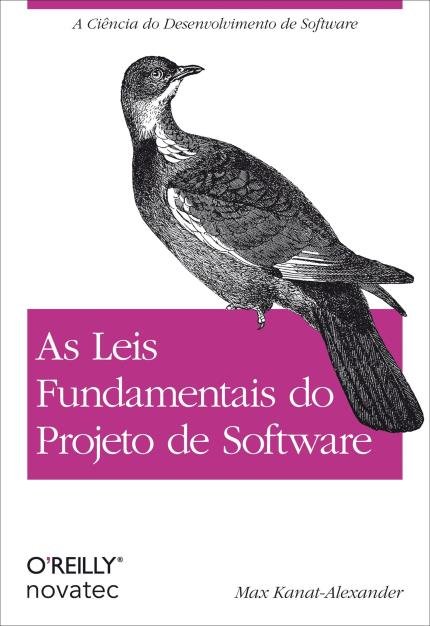 A Ciência do Desenvolvimento de Software
As Leis
Fundamentais do
Projeto de Software
O'REILLY®
novatec
Max Kanat-Alexander